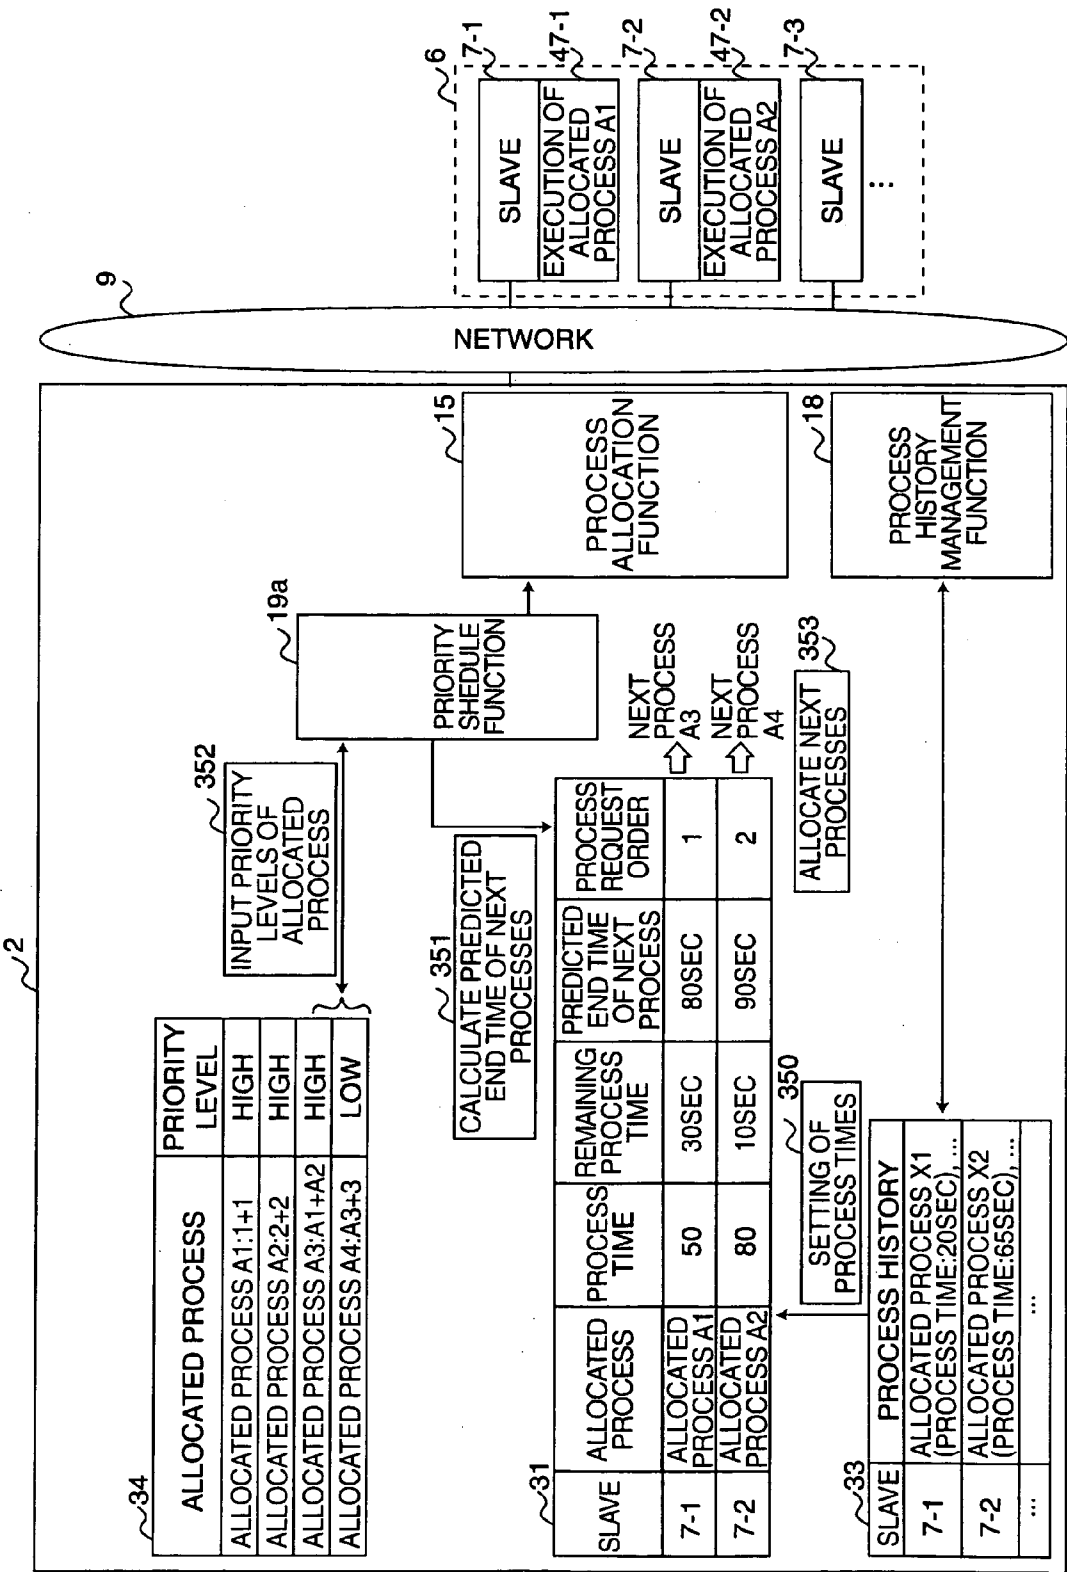 2
34
ALLOCATED PROCESS
PRIORITY
LEVEL
ALLOCATED PROCESS A1:1+1
HIGH
ALLOCATED PROCESS A2:2+2
HIGH
ALLOCATED PROCESS A3:A1+A2
HIGH
ALLOCATED PROCESS A4:A3+3
LOW
352
INPUT PRIORITY
LEVELS OF
ALLOCATED
PROCESS
19a
PRIORITY
SHEDULE
FUNCTION
15
PROCESS
ALLOCATION
FUNCTION
351
CALCULATE PREDICTED
END TIME OF NEXT
PROCESSES
31
SLAVE
ALLOCATED
PROCESS
PROCESS
TIME
REMAINING
PROCESS
TIME
PREDICTED
END TIME
OF NEXT
PROCESS
PROCESS
REQUEST
ORDER
7-1
ALLOCATED
PROCESS A1
50
30SEC
80SEC
1
NEXT
PROCESS
A3
7-2
ALLOCATED
PROCESS A2
80
10SEC
90SEC
2
NEXT
PROCESS
A4
350
SETTING OF
PROCESS TIMES
353
ALLOCATE NEXT
PROCESSES
33
SLAVE
PROCESS HISTORY
7-1
ALLOCATED PROCESS X1
(PROCESS TIME:20SEC), ...
7-2
ALLOCATED PROCESS X2
(PROCESS TIME:65SEC), ...
...
...
18
PROCESS
HISTORY
MANAGEMENT
FUNCTION
9
NETWORK
6
7-1
SLAVE
47-1
EXECUTION OF
ALLOCATED
PROCESS A1
7-2
SLAVE
47-2
EXECUTION OF
ALLOCATED
PROCESS A2
7-3
SLAVE
...